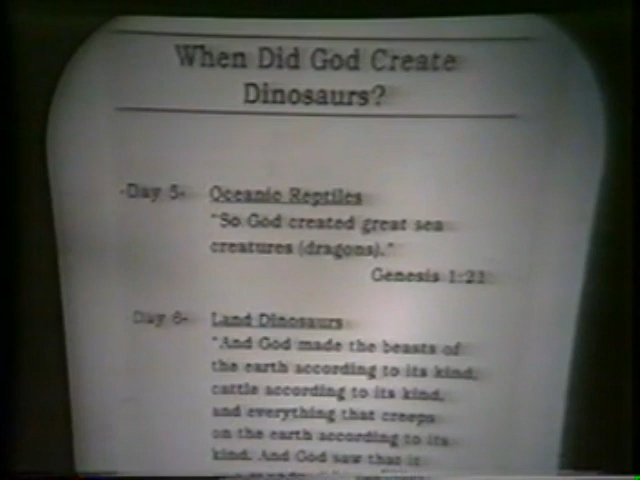 When Did God Create
Dinosaurs?
-Day 5- Oceanic Reptiles
"So God created great sea
creatures (dragons)."
Genesis 1:21
Day 6- Land Dinosaurs
"And God made the beasts of
the earth according to its kind,
cattle according to its kind,
and everything that creeps
on the earth according to its
kind. And God saw that it